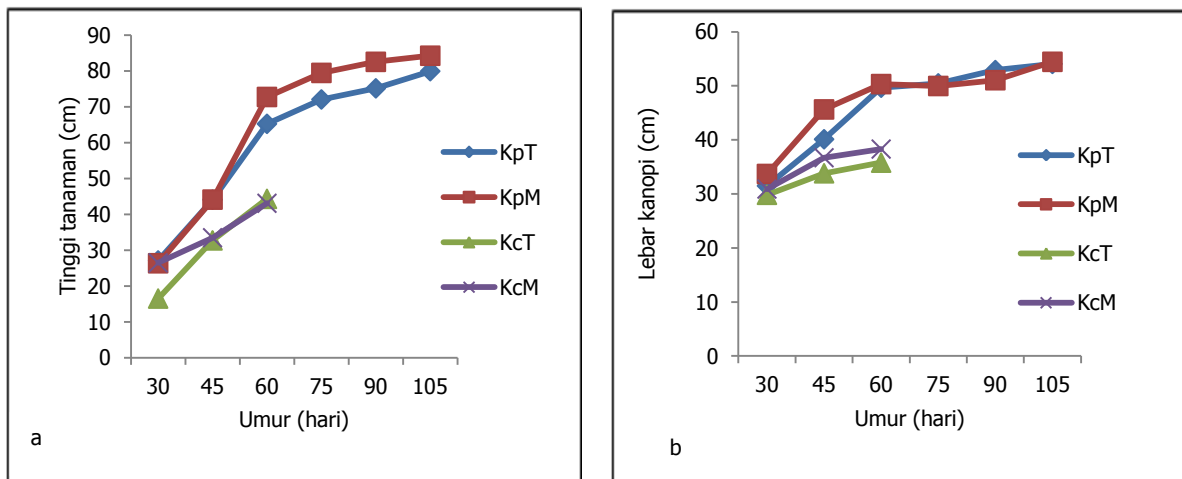 Tinggi tanaman (cm)
90
80
70
60
50
40
30
20
10
0
30 45 60 75 90 105
Umur (hari)
KpT
KpM
KcT
KcM
a
Lebar kanopi (cm)
60
50
40
30
20
10
0
30 45 60 75 90 105
Umur (hari)
KpT
KpM
KcT
KcM
b